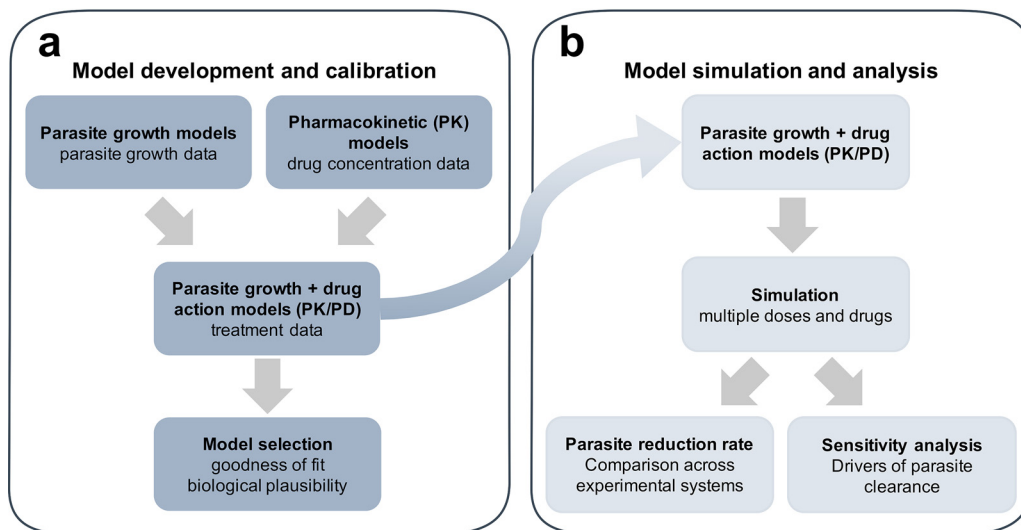 a
Model development and calibration
Parasite growth models
parasite growth data
Pharmacokinetic (PK)
models
drug concentration data
Parasite growth + drug
action models (PK/PD)
treatment data
Model selection
goodness of fit
biological plausibility
b
Model simulation and analysis
Parasite growth + drug
action models (PK/PD)
Simulation
multiple doses and drugs
Parasite reduction rate
Comparison across
experimental systems
Sensitivity analysis
Drivers of parasite
clearance